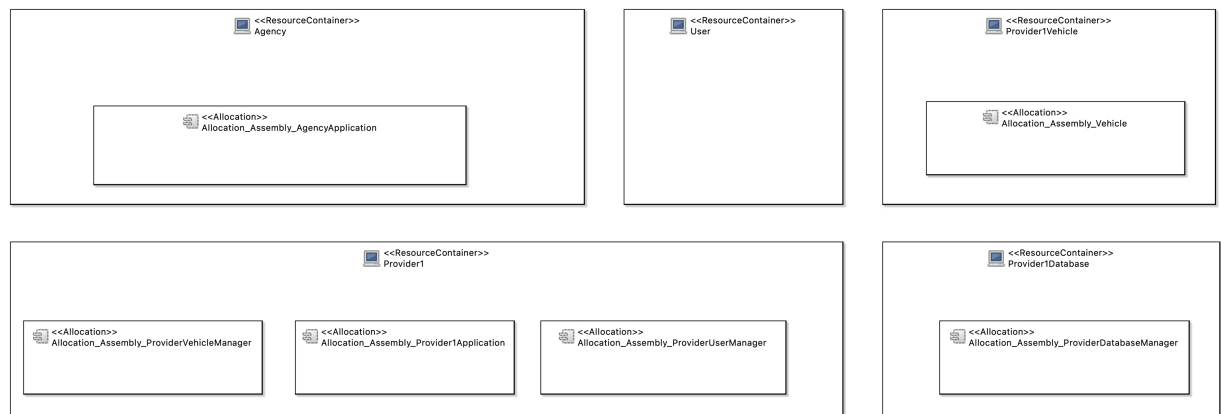 <<ResourceContainer>>
Agency
<<Allocation>>
Allocation_Assembly_AgencyApplication
<<ResourceContainer>>
User
<<ResourceContainer>>
Provider1Vehicle
<<Allocation>>
Allocation_Assembly_Vehicle
<<ResourceContainer>>
Provider1
<<Allocation>>
Allocation_Assembly_ProviderVehicleManager
<<Allocation>>
Allocation_Assembly_Provider1Application
<<Allocation>>
Allocation_Assembly_ProviderUserManager
<<ResourceContainer>>
Provider1Database
<<Allocation>>
Allocation_Assembly_ProviderDatabaseManager